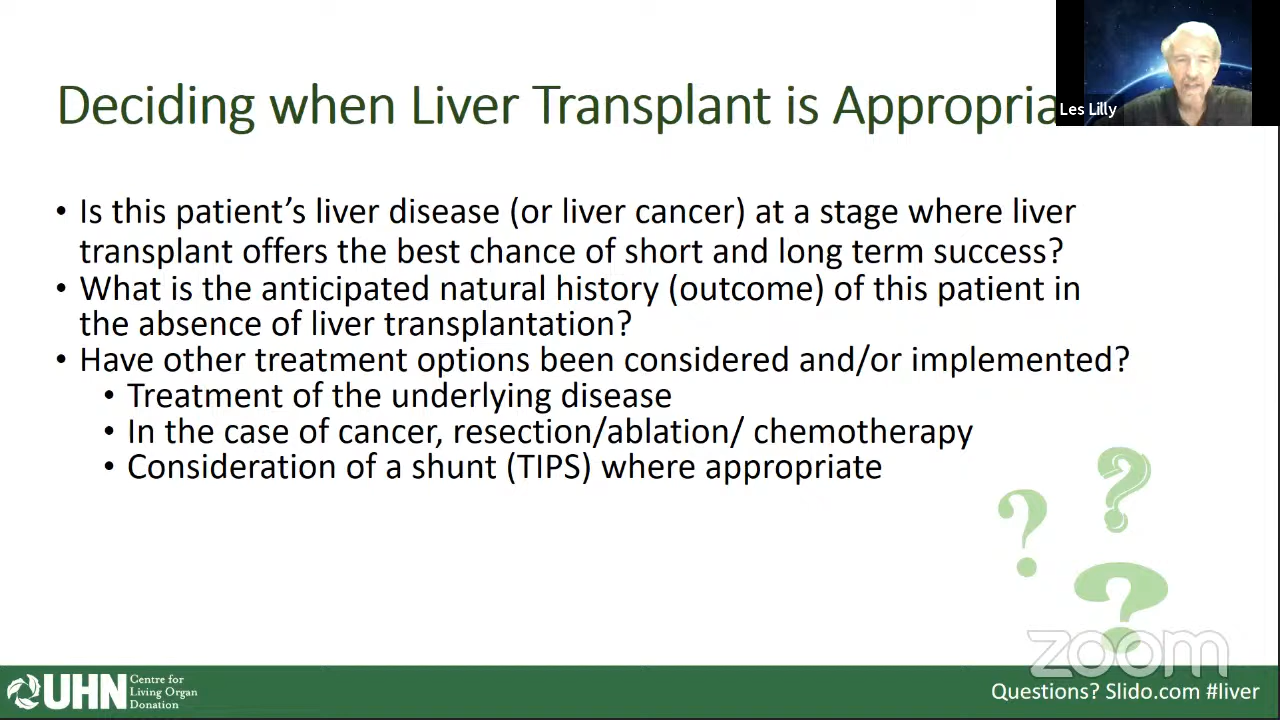 Deciding when Liver Transplant is Appropria
Les Lilly
• Is this patient's liver disease (or liver cancer) at a stage where liver
transplant offers the best chance of short and long term success?
• What is the anticipated natural history (outcome) of this patient in
the absence of liver transplantation?
• Have other treatment options been considered and/or implemented?
• Treatment of the underlying disease
• In the case of cancer, resection/ablation/ chemotherapy
• Consideration of a shunt (TIPS) where appropriate
? ? ?
zoom
UHN
Centre for
Living Organ
Donation
Questions? Slido.com #liver